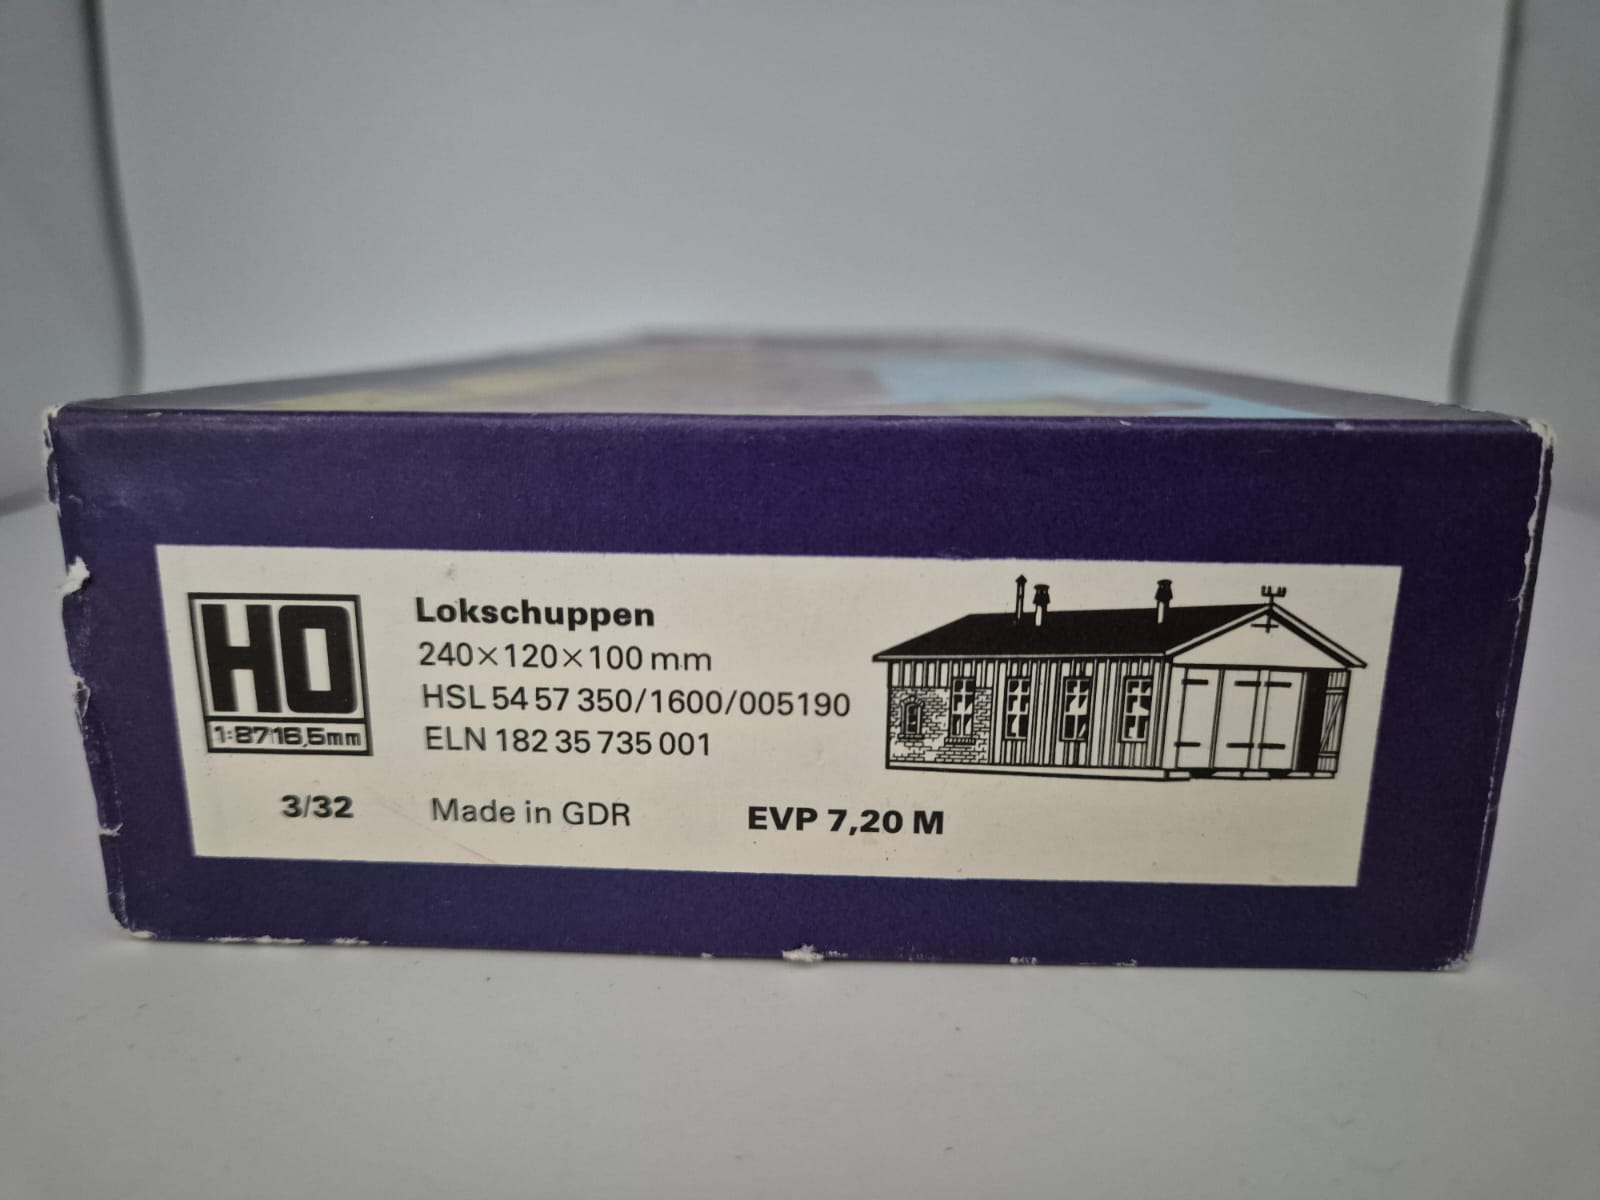 HO
1:87 16,5mm
Lokschuppen
240×120×100 mm
HSL 54 57 350/1600/005190
ELN 182 35 735 001
3/32 Made in GDR EVP 7,20 M